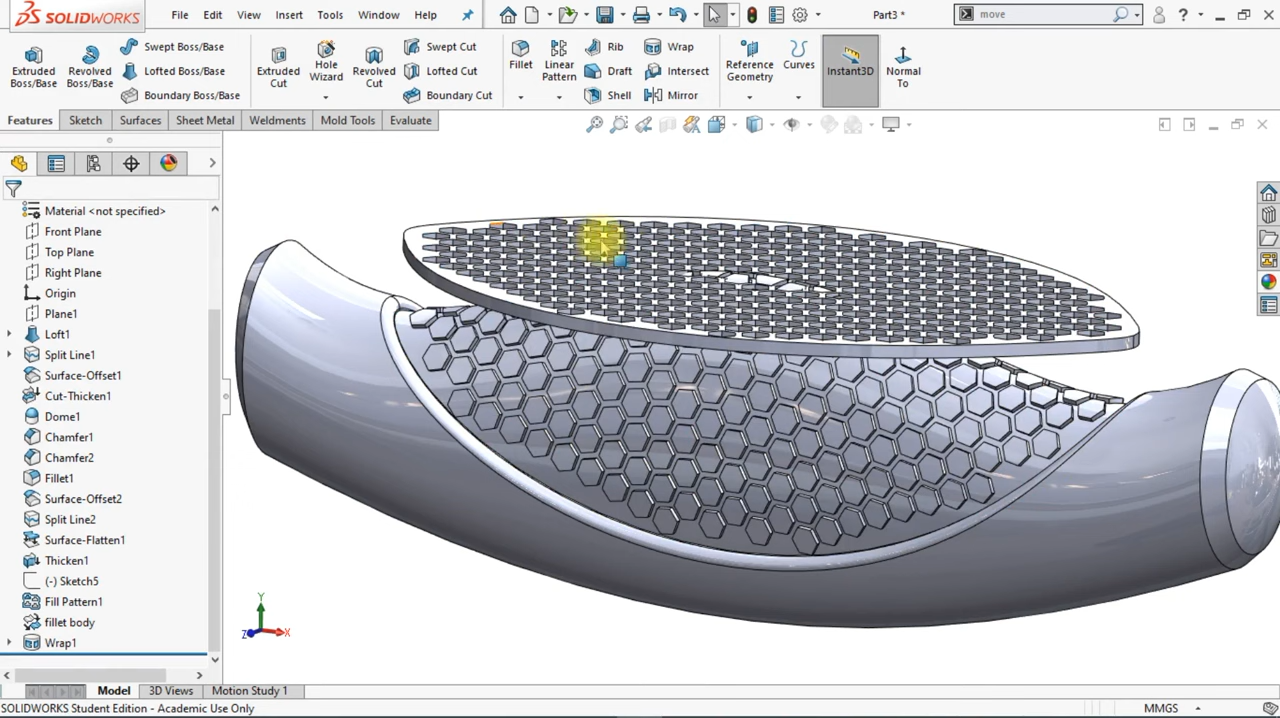 SOLIDWORKS File Edit View Insert Tools Window Help Part3 * move ?
Extruded Boss/Base
Revolved Boss/Base
Swept Boss/Base
Lofted Boss/Base
Boundary Boss/Base
Extruded Cut
Hole Wizard
Revolved Cut
Swept Cut
Lofted Cut
Boundary Cut
Fillet
Linear Pattern
Rib
Draft
Shell
Wrap
Intersect
Mirror
Reference Geometry
Curves
Instant3D
Normal To
Features Sketch Surfaces Sheet Metal Weldments Mold Tools Evaluate
Material <not specified>
Front Plane
Top Plane
Right Plane
Origin
Plane1
Loft1
Split Line1
Surface-Offset1
Cut-Thicken1
Dome1
Chamfer1
Chamfer2
Fillet1
Surface-Offset2
Split Line2
Surface-Flatten1
Thicken1
(-) Sketch5
Fill Pattern1
fillet body
Wrap1
Y
Z X
Model 3D Views Motion Study 1
SOLIDWORKS Student Edition - Academic Use Only MMGS